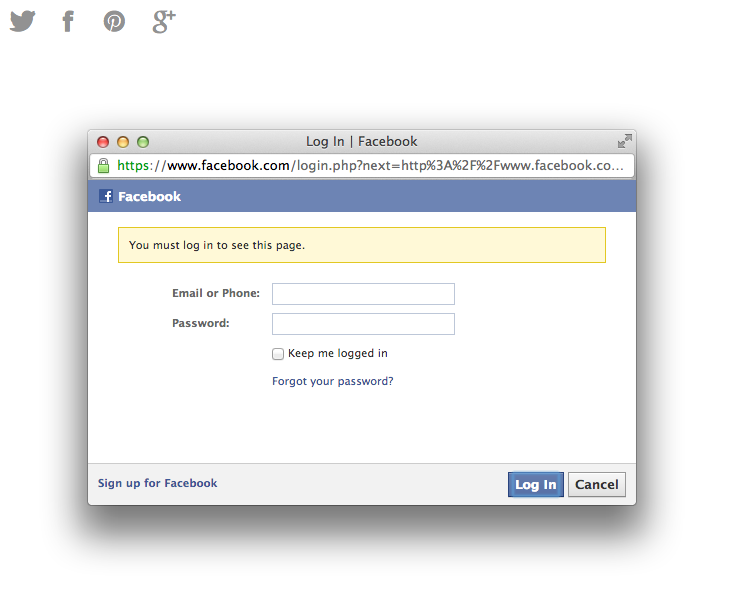 Log In | Facebook
https://www.facebook.com/login.php?next=http%3A%2F%2Fwww.facebook.co...
Facebook
You must log in to see this page.
Email or Phone:
Password:
Keep me logged in
Forgot your password?
Sign up for Facebook
Log In
Cancel